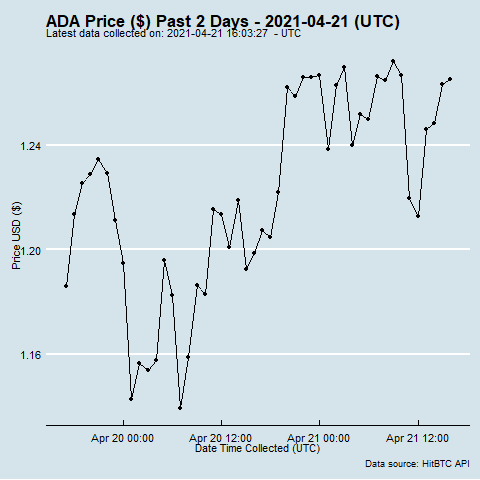 ADA Price ($) Past 2 Days - 2021-04-21 (UTC)
Latest data collected on: 2021-04-21 16:03:27 - UTC
1.24
1.20
1.16
Price USD ($)
Apr 20 00:00 Apr 20 12:00 Apr 21 00:00 Apr 21 12:00
Date Time Collected (UTC)
Data source: HitBTC API